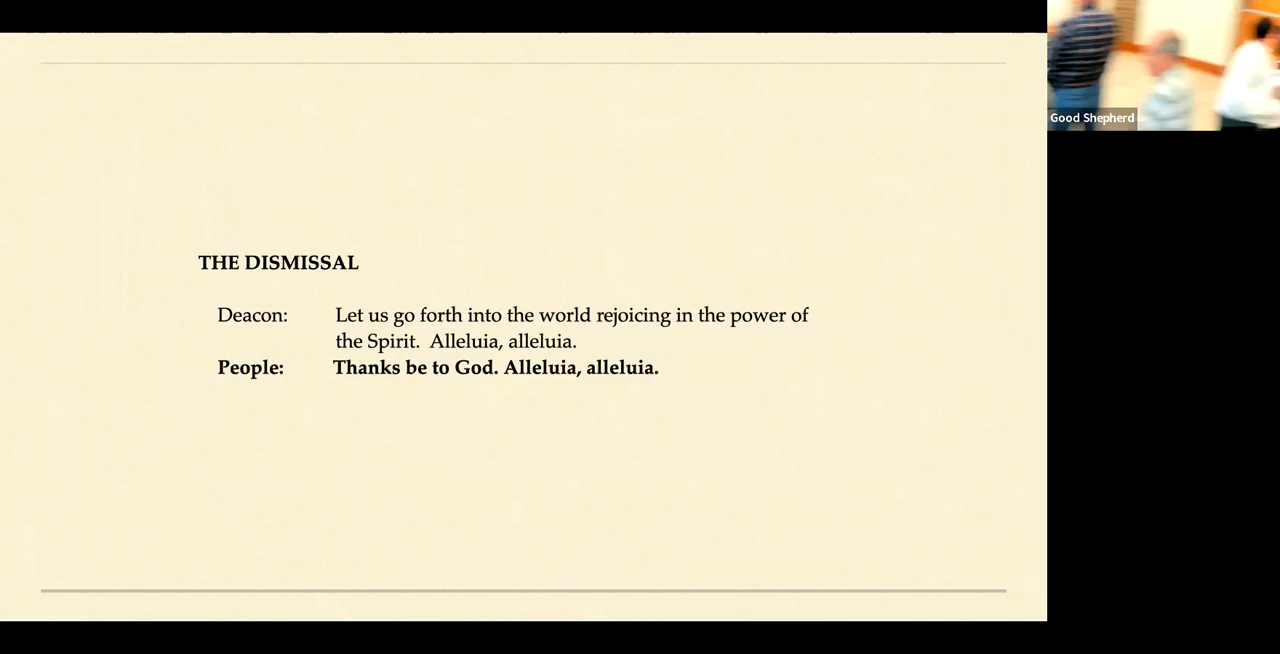 THE DISMISSAL
Deacon: Let us go forth into the world rejoicing in the power of
the Spirit.  Alleluia, alleluia.
People: Thanks be to God. Alleluia, alleluia.
Good Shepherd